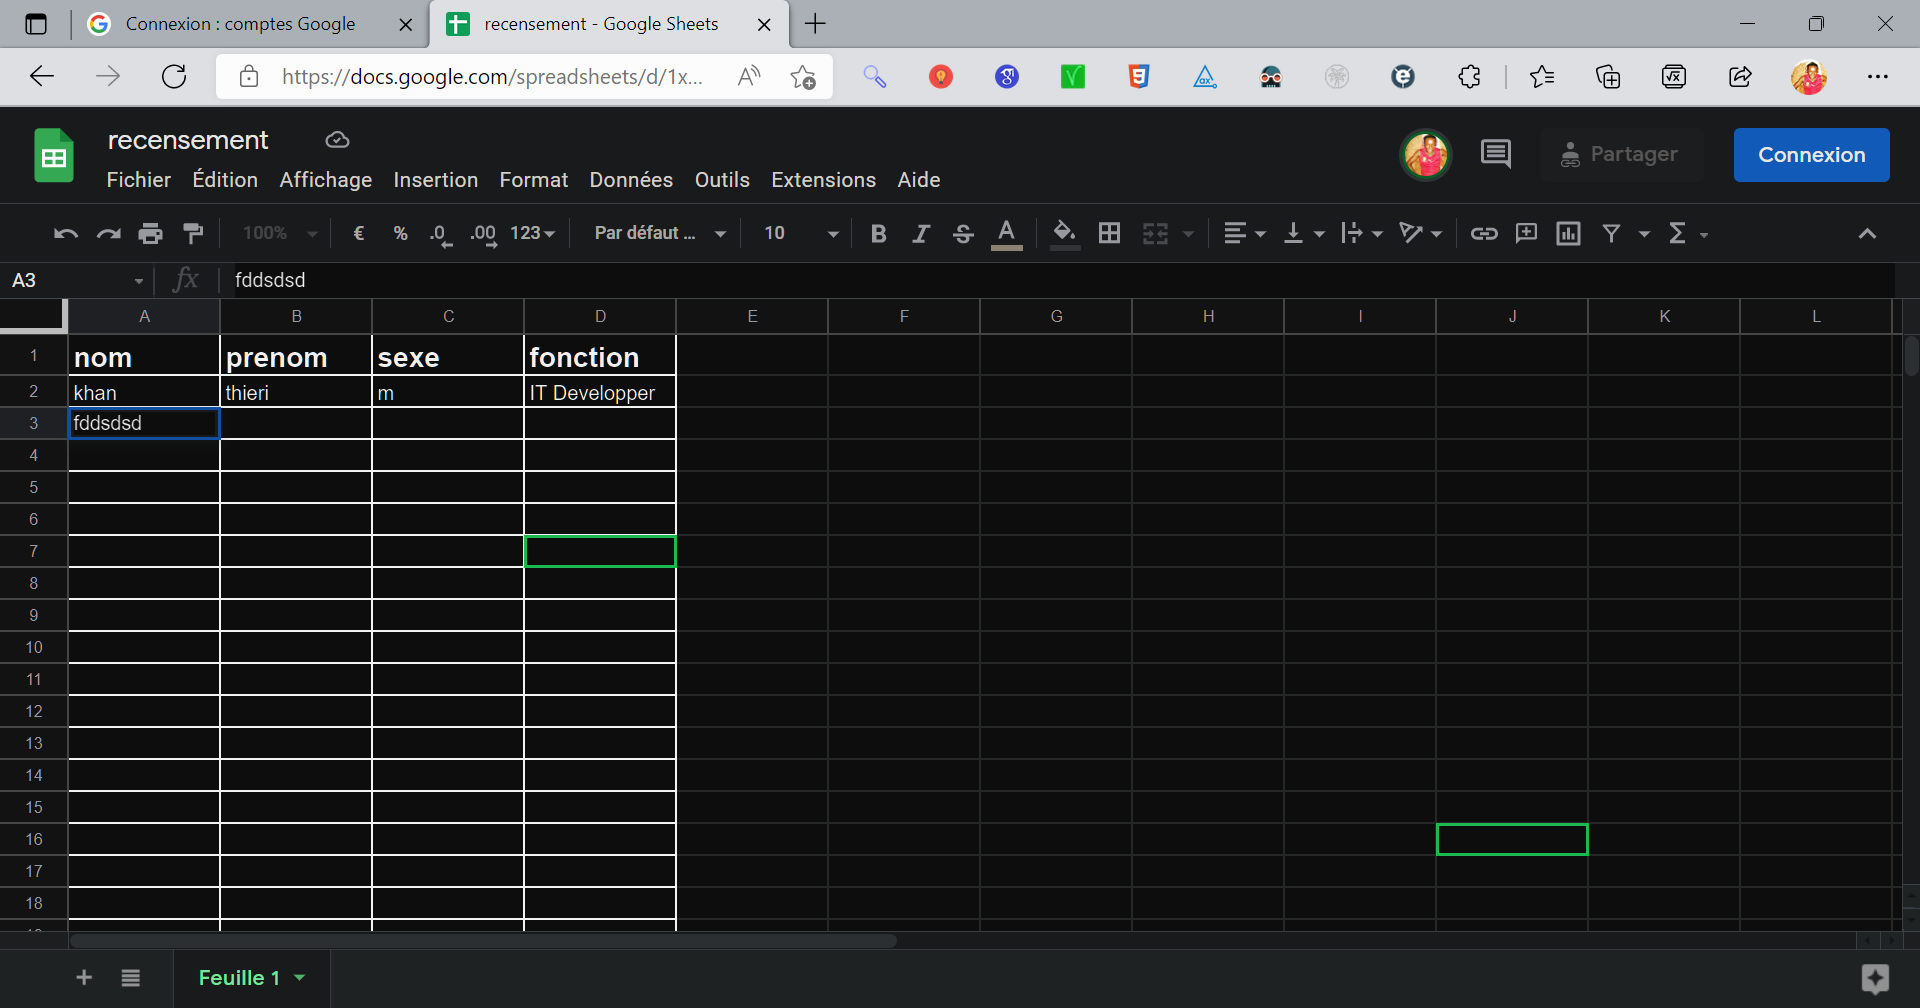 Connexion : comptes Google
recensement - Google Sheets
https://docs.google.com/spreadsheets/d/1x...
recensement
Partager
Connexion
Fichier Édition Affichage Insertion Format Données Outils Extensions Aide
100% € % .0 .00 123 Par défaut ... 10 B I S A
A3 fx fddsdsd
A B C D E F G H I J K L
1 nom prenom sexe fonction
2 khan thieri m IT Developper
3 fddsdsd
4
5
6
7
8
9
10
11
12
13
14
15
16
17
18
Feuille 1